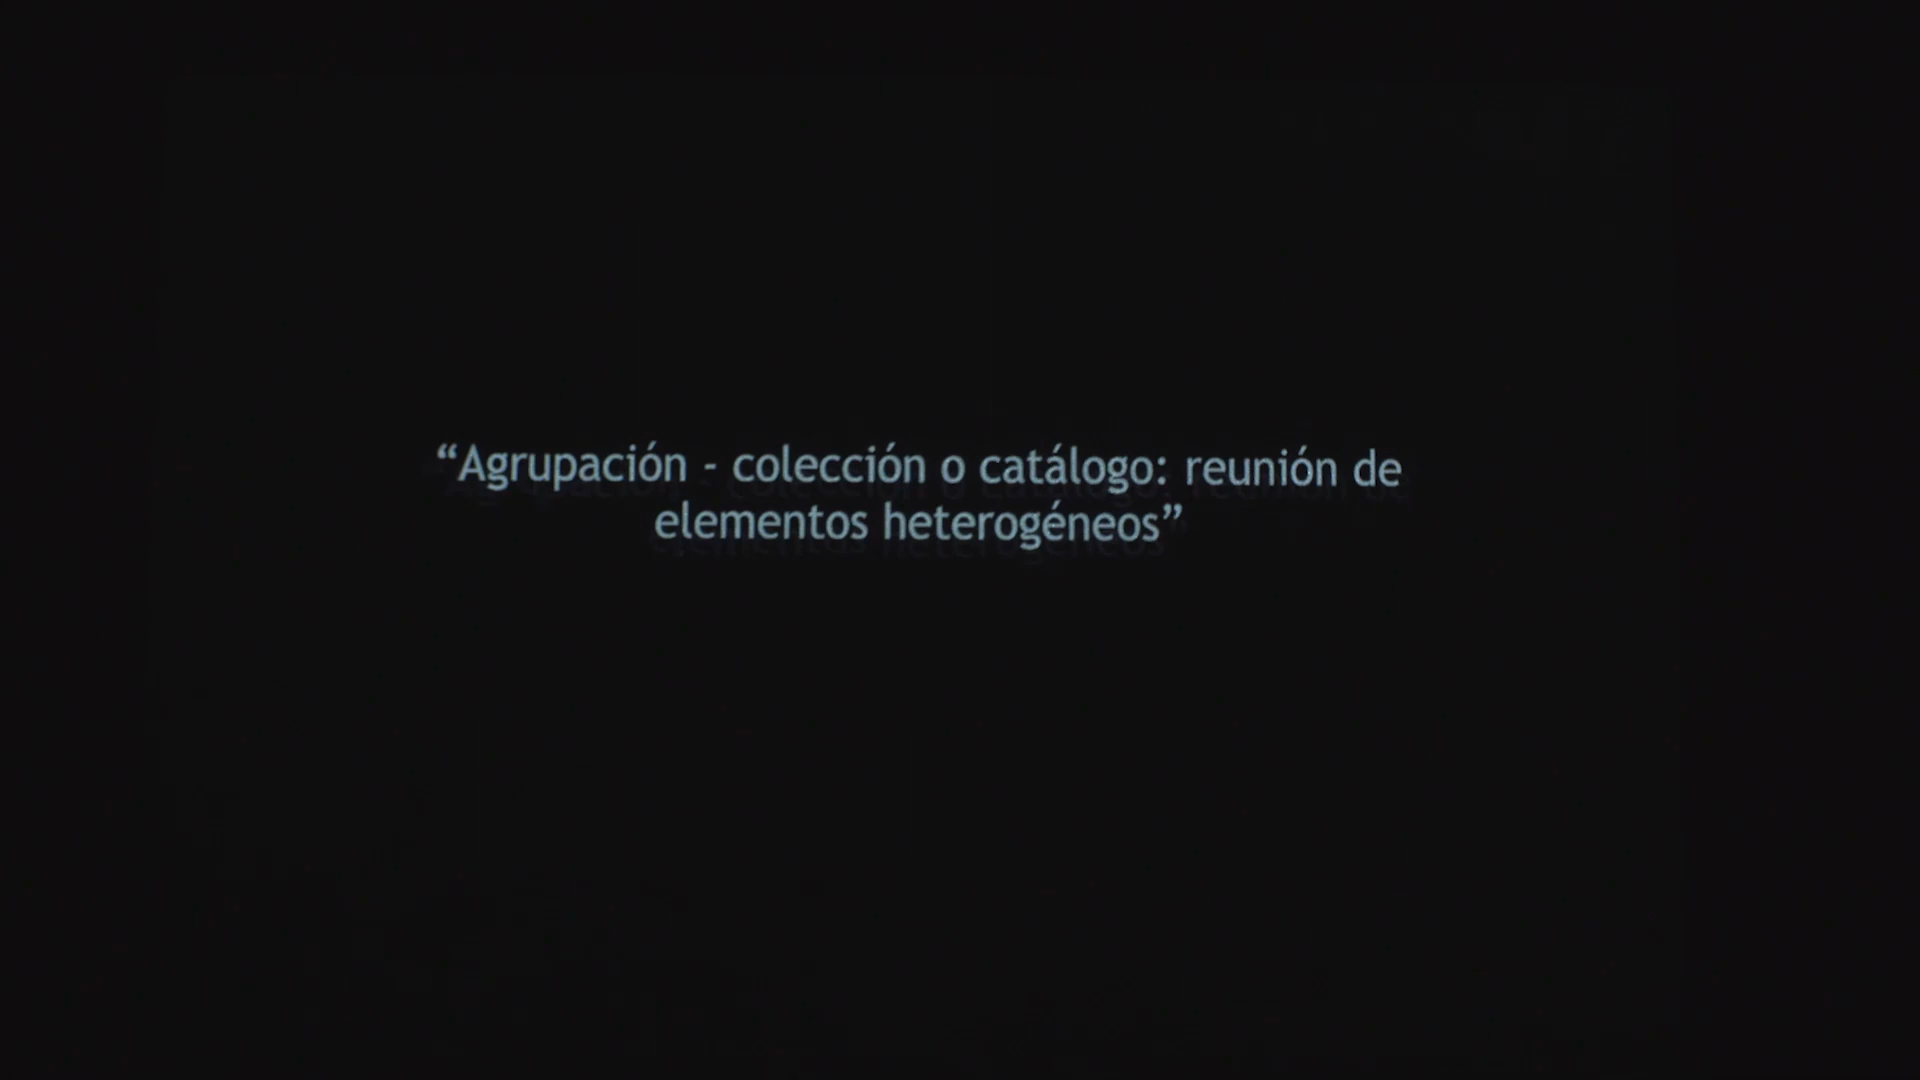 “Agrupación - colección o catálogo: reunión de
elementos heterogéneos”